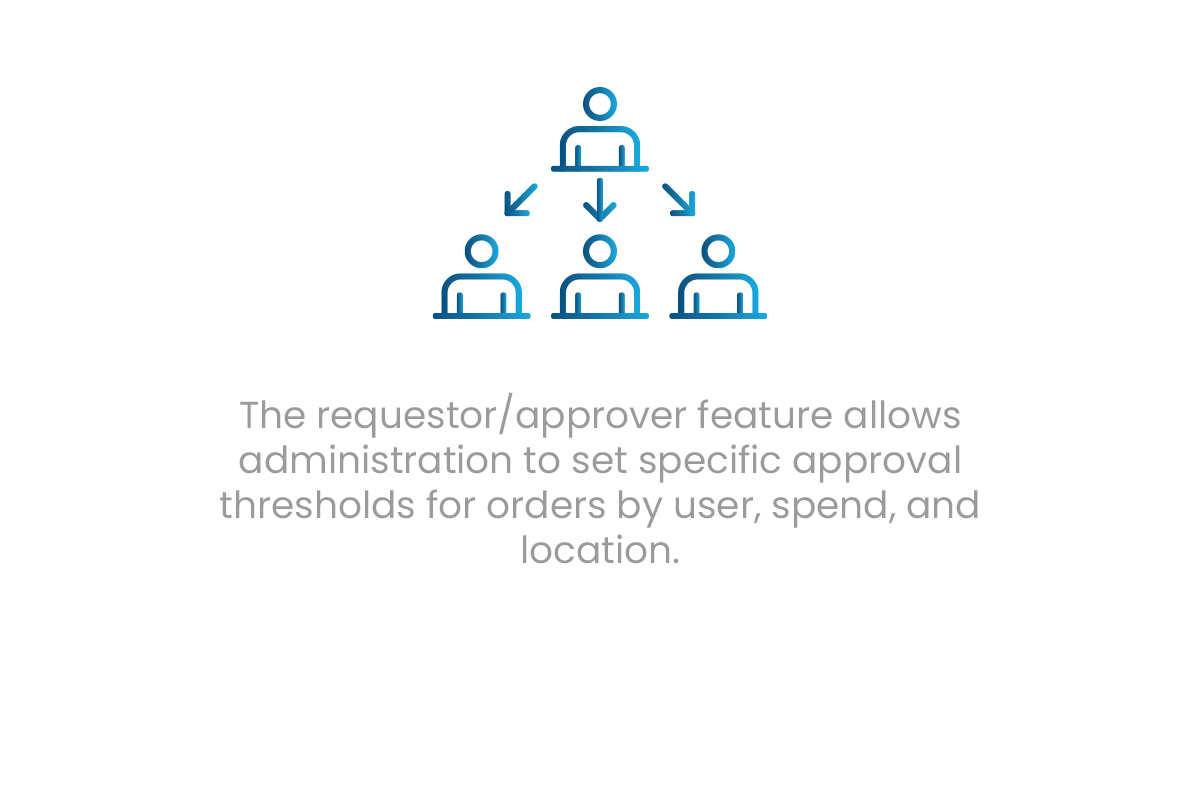 The requestor/approver feature allows
administration to set specific approval
thresholds for orders by user, spend, and
location.